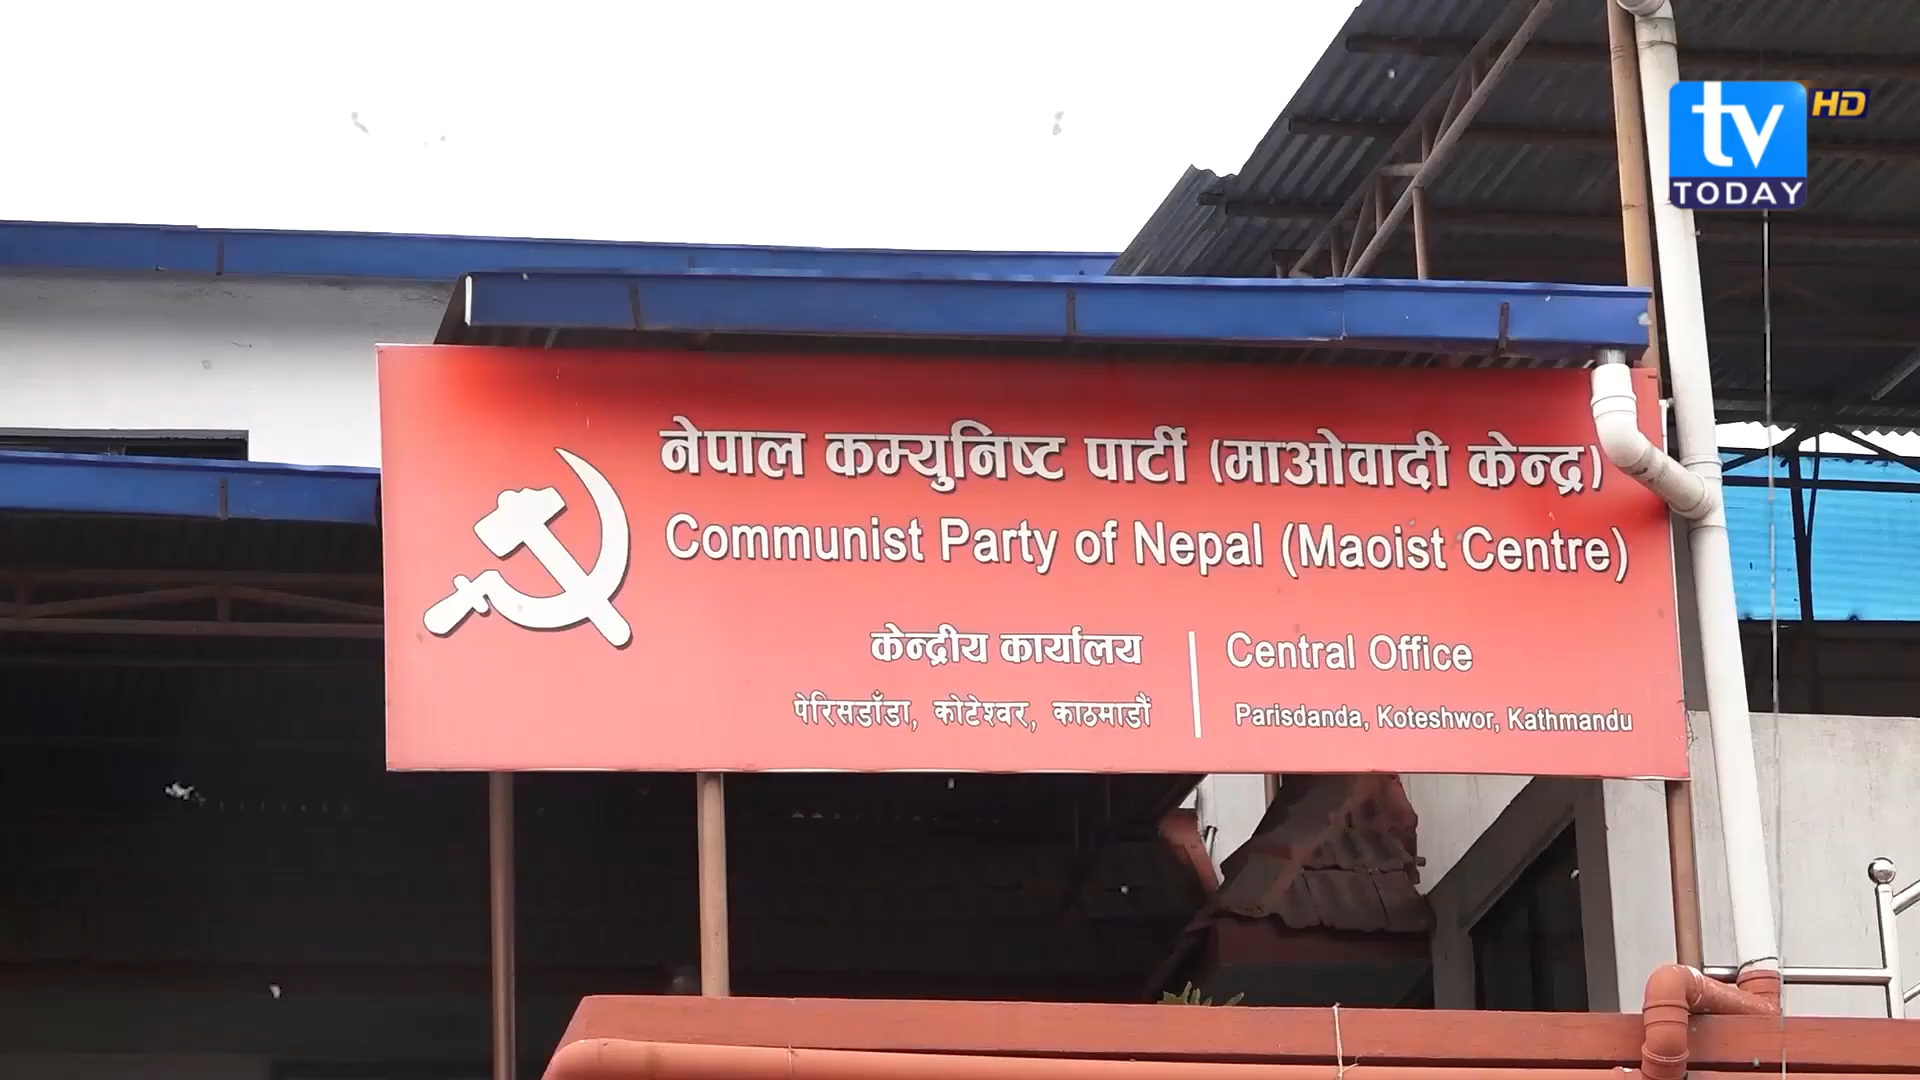 tv HD
TODAY
नेपाल कम्युनिष्ट पार्टी (माओवादी केन्द्र)
Communist Party of Nepal (Maoist Centre)
केन्द्रीय कार्यालय
पेरिसडाँडा, कोटेश्वर, काठमाडौं
Central Office
Parisdanda, Koteshwor, Kathmandu